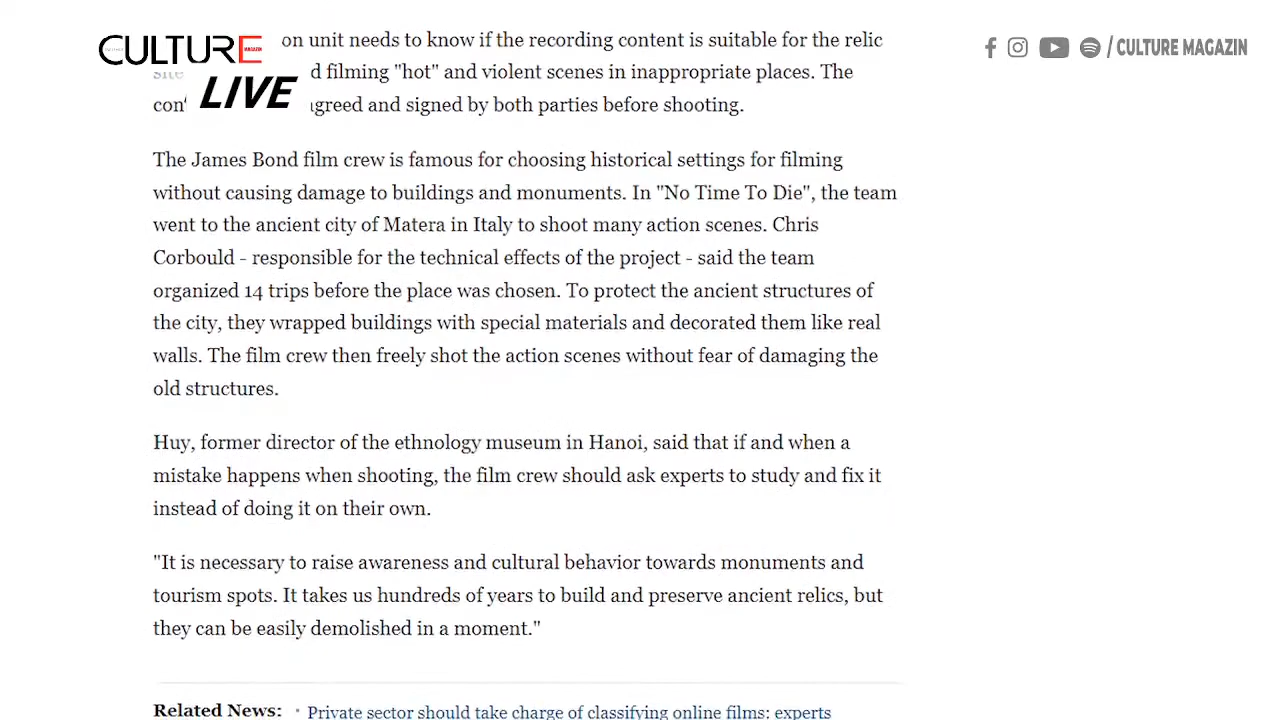 CULTURE
MAGAZIN
LIVE
/ CULTURE MAGAZIN
on unit needs to know if the recording content is suitable for the relic
site d filming "hot" and violent scenes in inappropriate places. The
con greed and signed by both parties before shooting.
The James Bond film crew is famous for choosing historical settings for filming
without causing damage to buildings and monuments. In "No Time To Die", the team
went to the ancient city of Matera in Italy to shoot many action scenes. Chris
Corbould - responsible for the technical effects of the project - said the team
organized 14 trips before the place was chosen. To protect the ancient structures of
the city, they wrapped buildings with special materials and decorated them like real
walls. The film crew then freely shot the action scenes without fear of damaging the
old structures.
Huy, former director of the ethnology museum in Hanoi, said that if and when a
mistake happens when shooting, the film crew should ask experts to study and fix it
instead of doing it on their own.
"It is necessary to raise awareness and cultural behavior towards monuments and
tourism spots. It takes us hundreds of years to build and preserve ancient relics, but
they can be easily demolished in a moment."
Related News: • Private sector should take charge of classifying online films: experts